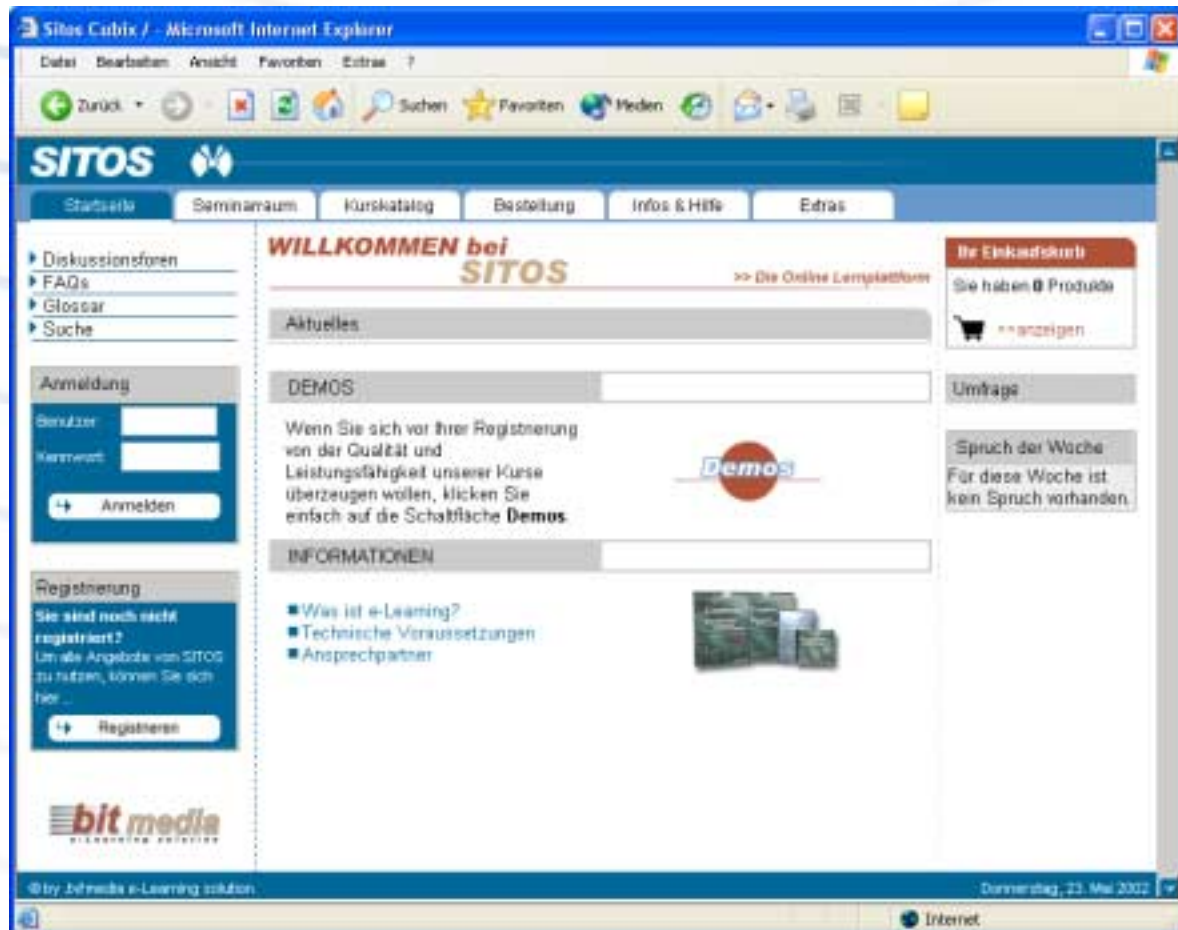 Sitos Cubix / - Microsoft Internet Explorer
Datei Bearbeiten Ansicht Favoriten Extras ?
Zurück Suchen Favoriten Medien
SITOS
Startseite Seminarraum Kurskatalog Bestellung Infos & Hilfe Extras
Diskussionsforen
FAQs
Glossar
Suche
Anmeldung
Benutzer:
Kennwort:
Anmelden
Registrierung
Sie sind noch nicht
registriert?
Um alle Angebote von SITOS
zu nutzen, können Sie sich
hier ...
Registrieren
bit media
e-Learning solution
WILLKOMMEN bei
SITOS
>> Die Online Lernplattform
Aktuelles
DEMOS
Wenn Sie sich vor Ihrer Registrierung
von der Qualität und
Leistungsfähigkeit unserer Kurse
überzeugen wollen, klicken Sie
einfach auf die Schaltfläche Demos
Demos
INFORMATIONEN
Was ist e-Learning?
Technische Voraussetzungen
Ansprechpartner
Ihr Einkaufskorb
Sie haben 0 Produkte
>>anzeigen
Umfrage
Spruch der Woche
Für diese Woche ist
kein Spruch vorhanden.
© by .bitmedia e-Learning solution
Donnerstag, 23. Mai 2002
Internet